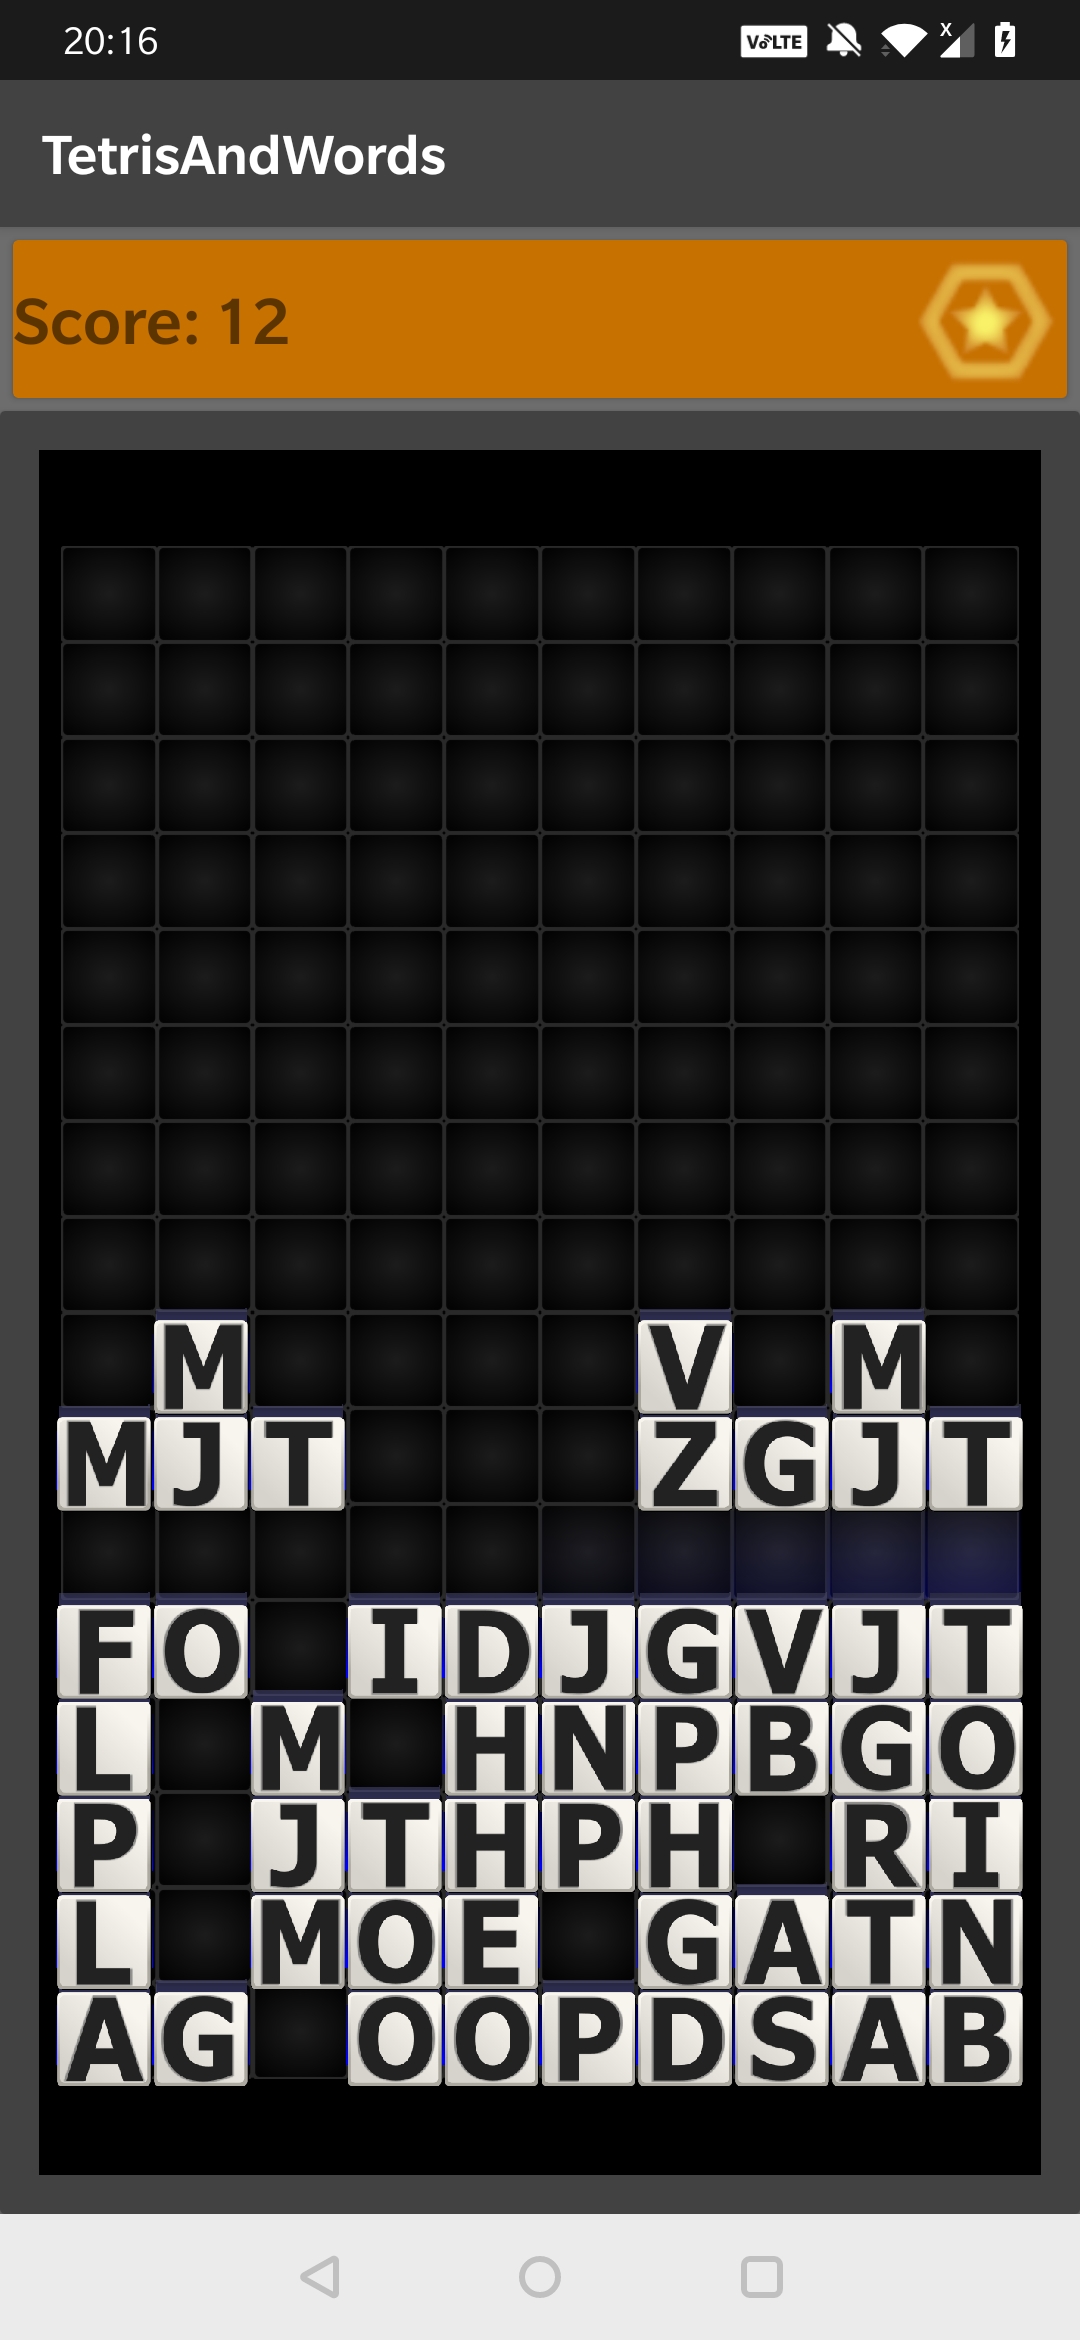 20:16
VoLTE
X
TetrisAndWords
Score: 12
M V M
M J T Z G J T
F O I D J G V J T
L M H N P B G O
P J T H P H R I
L M O E G A T N
A G O O P D S A B